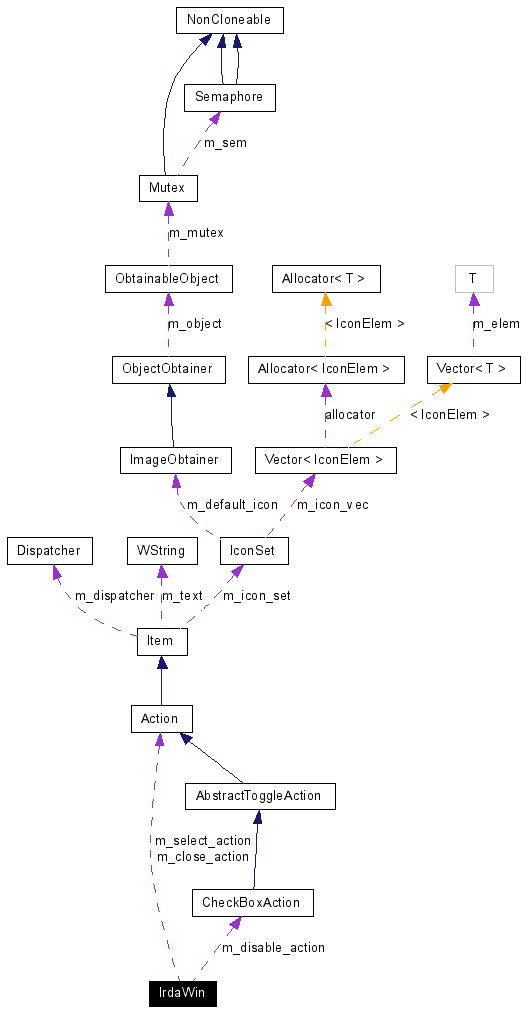 NonCloneable
Semaphore
m_sem
Mutex
m_mutex
ObtainableObject
Allocator< T >
T
m_object
< IconElem >
m_elem
ObjectObtainer
Allocator< IconElem >
Vector< T >
allocator
< IconElem >
ImageObtainer
Vector< IconElem >
m_default_icon
m_icon_vec
Dispatcher
WString
IconSet
m_dispatcher
m_text
m_icon_set
Item
Action
AbstractToggleAction
m_select_action
m_close_action
CheckBoxAction
m_disable_action
IrdaWin